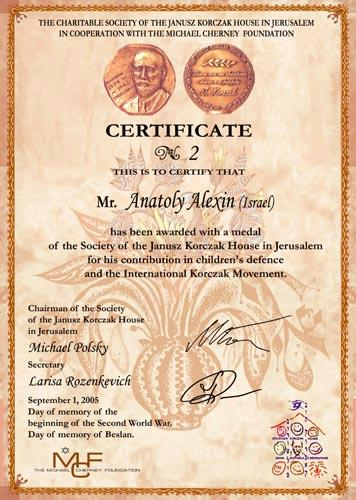 THE CHARITABLE SOCIETY OF THE JANUSZ KORCZAK HOUSE IN JERUSALEM
IN COOPERATION WITH THE MICHAEL CHERNEY FOUNDATION
CERTIFICATE
№ 2
THIS IS TO CERTIFY THAT
Mr. Anatoly Alexin (Israel)
has been awarded with a medal
of the Society of the Janusz Korczak House in Jerusalem
for his contribution in children's defence
and the International Korczak Movement.
Chairman of the Society
of the Janusz Korczak House
in Jerusalem
Michael Polsky
Secretary
Larisa Rozenkevich
September 1, 2005
Day of memory of the
beginning of the Second World War.
Day of memory of Beslan.
MCF
THE MICHAEL CHERNEY FOUNDATION